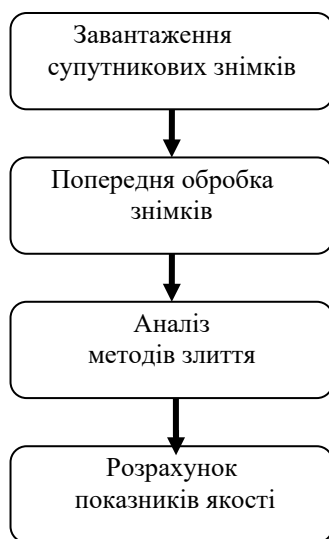 Завантаження
супутникових знімків
Попередня обробка
знімків
Аналіз
методів злиття
Розрахунок
показників якості